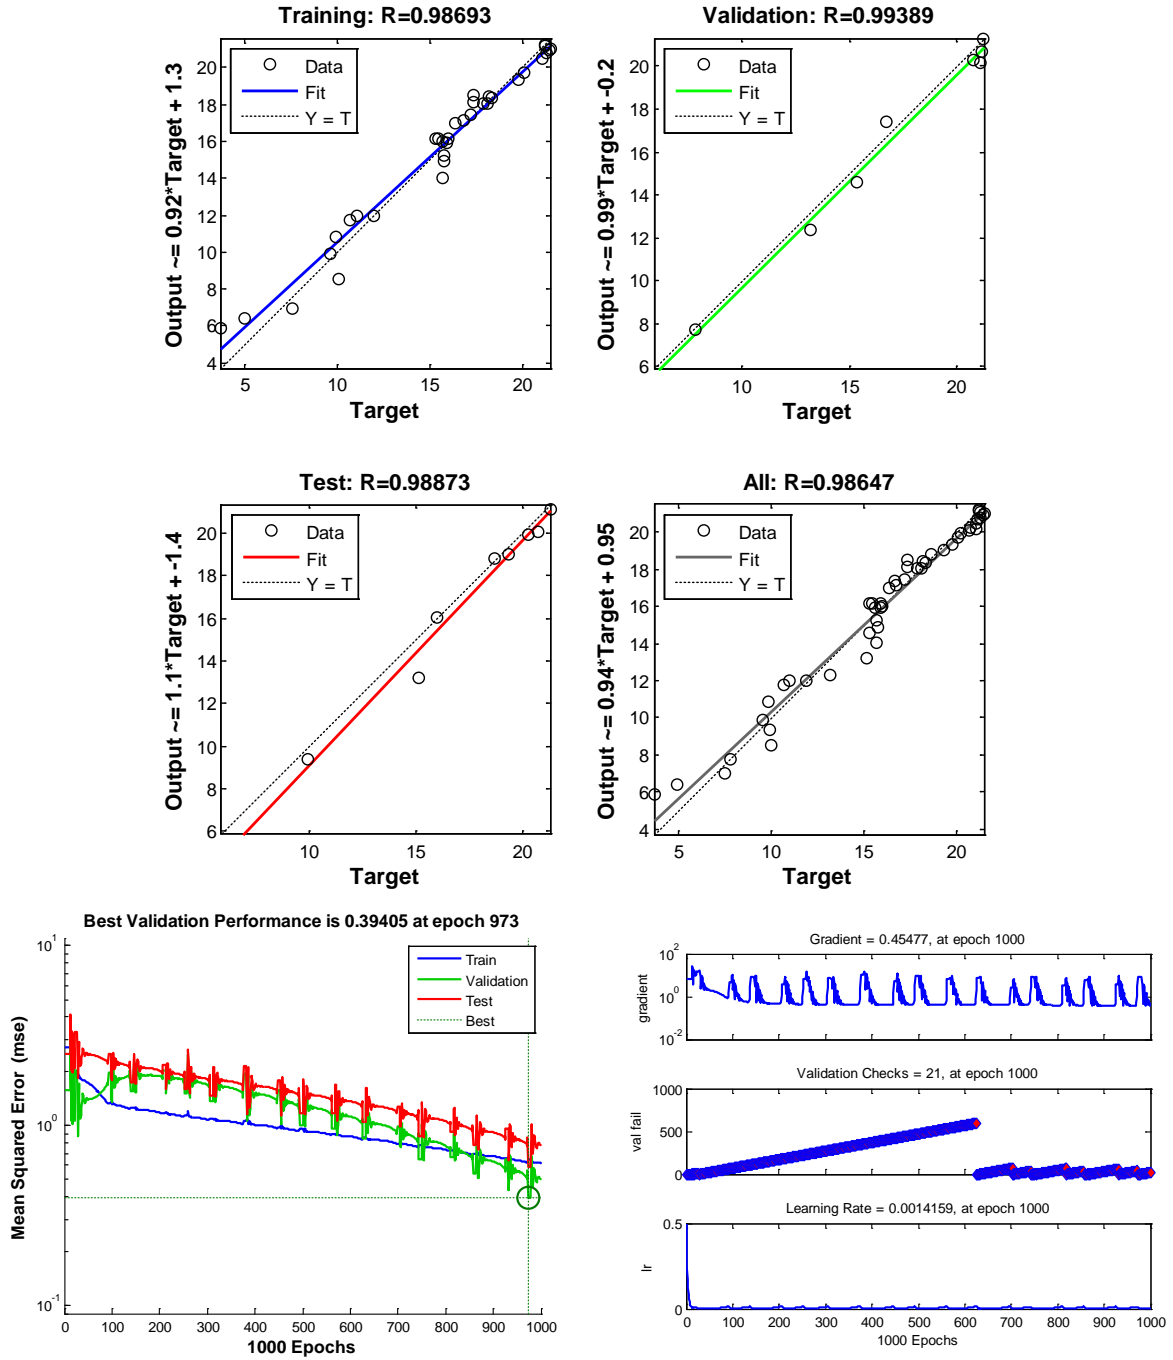 Training: R=0.98693
Output ~= 0.92*Target + 1.3
20
18
16
14
12
10
8
6
4
Data
Fit
Y = T
5
10
15
20
Target
Validation: R=0.99389
Output ~= 0.99*Target + -0.2
20
18
16
14
12
10
8
6
Data
Fit
Y = T
10
15
20
Target
Test: R=0.98873
Output ~= 1.1*Target + -1.4
20
18
16
14
12
10
8
6
Data
Fit
Y = T
10
15
20
Target
All: R=0.98647
Output ~= 0.94*Target + 0.95
20
18
16
14
12
10
8
6
4
Data
Fit
Y = T
5
10
15
20
Target
Best Validation Performance is 0.39405 at epoch 973
Mean Squared Error (mse)
10^1
10^0
10^-1
Train
Validation
Test
Best
0 100 200 300 400 500 600 700 800 900 1000
1000 Epochs
Gradient = 0.45477, at epoch 1000
gradient
10^2
10^0
10^-2
Validation Checks = 21, at epoch 1000
val fail
1000
500
0
Learning Rate = 0.0014159, at epoch 1000
lr
0.5
0
0 100 200 300 400 500 600 700 800 900 1000
1000 Epochs